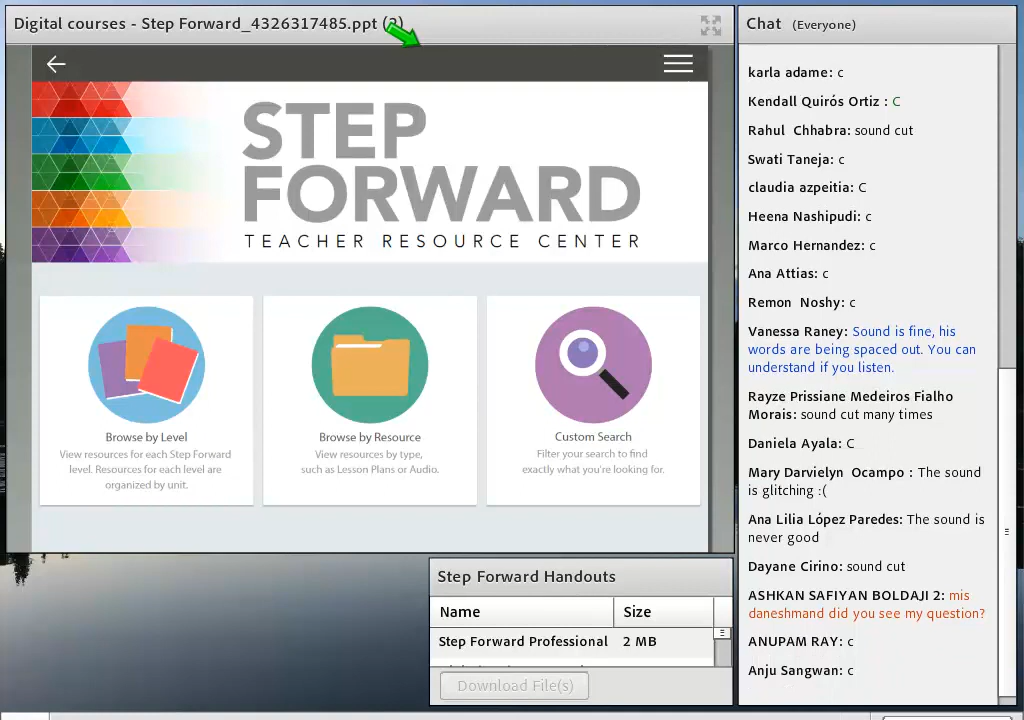 Digital courses - Step Forward_4326317485.ppt (2)
STEP
FORWARD
TEACHER RESOURCE CENTER
Browse by Level
View resources for each Step Forward
level. Resources for each level are
organized by unit.
Browse by Resource
View resources by type,
such as Lesson Plans or Audio.
Custom Search
Filter your search to find
exactly what you're looking for.
Step Forward Handouts
Name Size
Step Forward Professional 2 MB
Download File(s)
Chat (Everyone)
karla adame: c
Kendall Quirós Ortiz : C
Rahul Chhabra: sound cut
Swati Taneja: c
claudia azpeitia: C
Heena Nashipudi: c
Marco Hernandez: c
Ana Attias: c
Remon Noshy: c
Vanessa Raney: Sound is fine, his
words are being spaced out. You can
understand if you listen.
Rayze Prissiane Medeiros Fialho
Morais: sound cut many times
Daniela Ayala: C
Mary Darvielyn Ocampo : The sound
is glitching :(
Ana Lilia López Paredes: The sound is
never good
Dayane Cirino: sound cut
ASHKAN SAFIYAN BOLDAJI 2: mis
daneshmand did you see my question?
ANUPAM RAY: c
Anju Sangwan: c